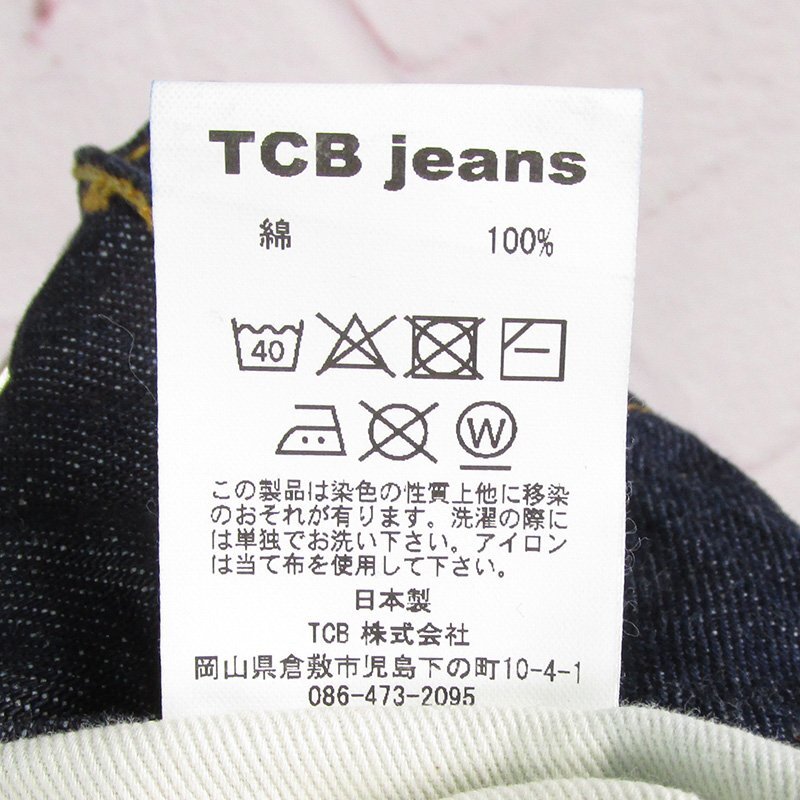 TCB jeans
綿 100%
40
W
この製品は染色の性質上他に移染
のおそれが有ります。洗濯の際に
は単独でお洗い下さい。アイロン
は当て布を使用して下さい。
日本製
TCB 株式会社
岡山県倉敷市児島下の町10-4-1
086-473-2095